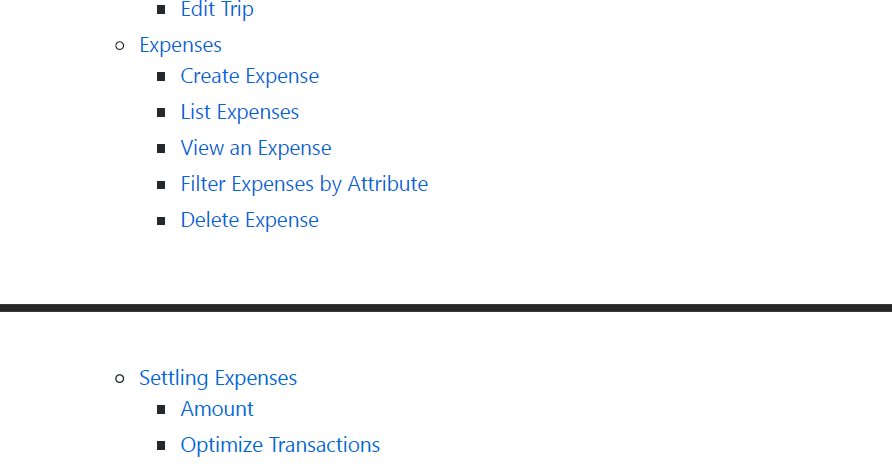 Edit Trip
Expenses
Create Expense
List Expenses
View an Expense
Filter Expenses by Attribute
Delete Expense
Settling Expenses
Amount
Optimize Transactions